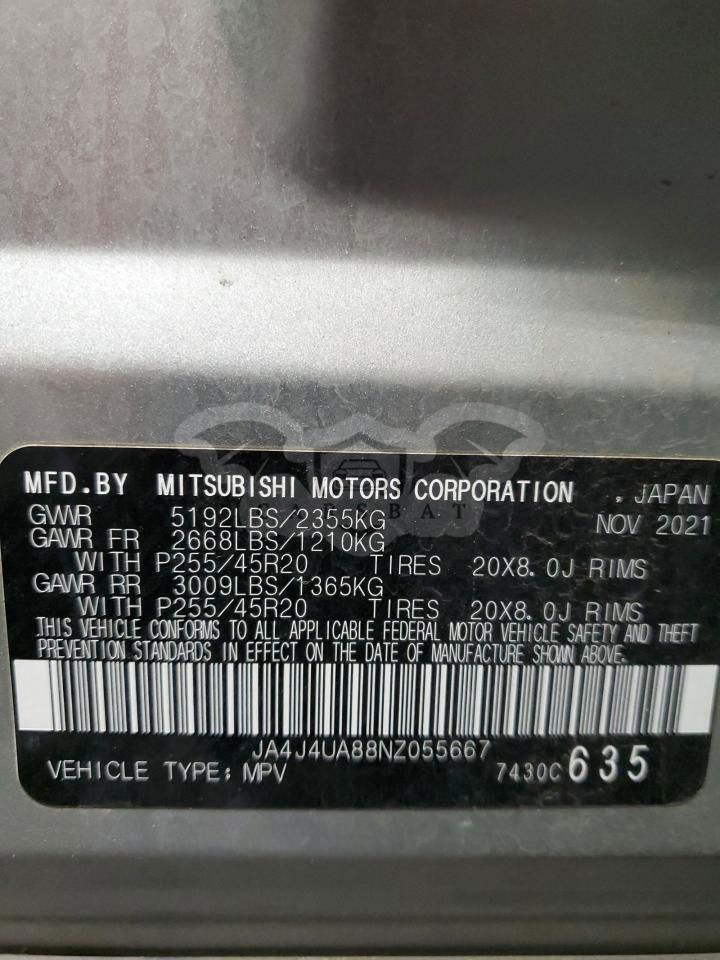 MFD.BY MITSUBISHI MOTORS CORPORATION , JAPAN
GVWR 5192LBS/2355KG NOV 2021
GAWR FR 2668LBS/1210KG
WITH P255/45R20 TIRES 20X8.0J RIMS
GAWR RR 3009LBS/1365KG
WITH P255/45R20 TIRES 20X8.0J RIMS
THIS VEHICLE CONFORMS TO ALL APPLICABLE FEDERAL MOTOR VEHICLE SAFETY AND THEFT
PREVENTION STANDARDS IN EFFECT ON THE DATE OF MANUFACTURE SHOWN ABOVE.
JA4J4UA88NZ055667
VEHICLE TYPE: MPV 7430C 635